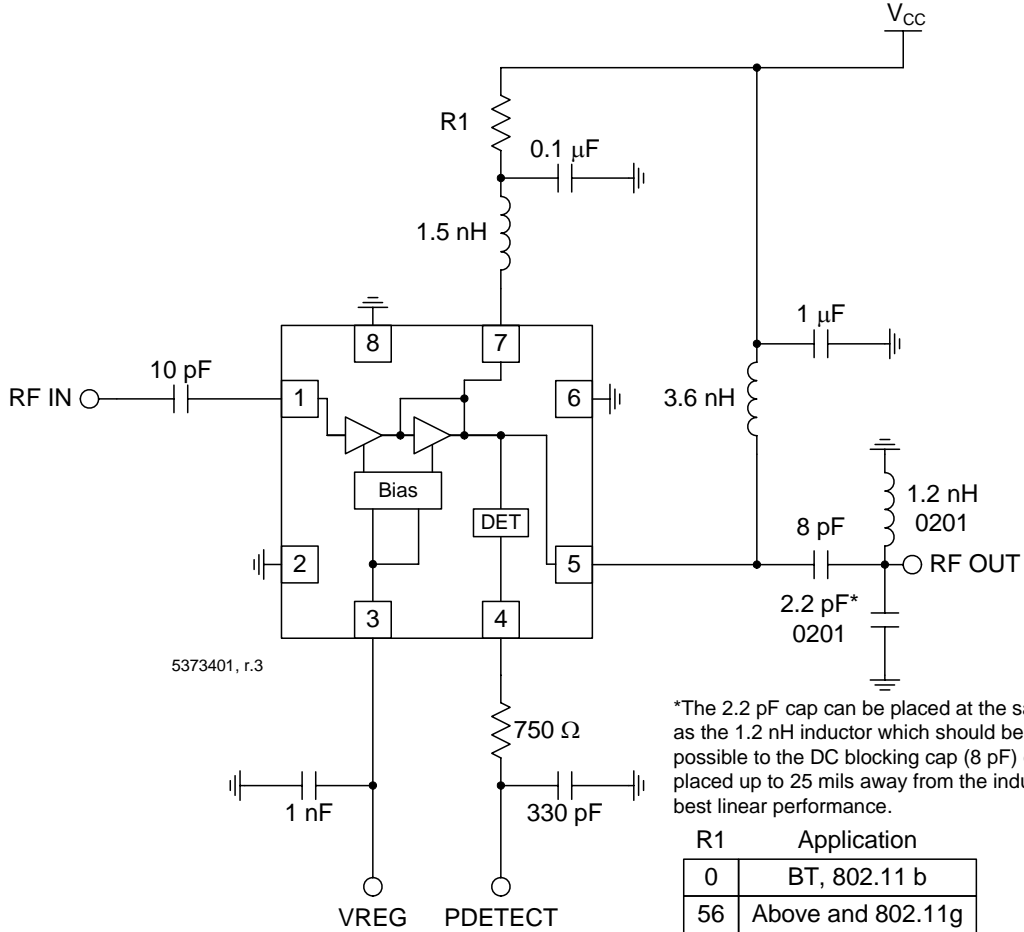 V_CC
R1
0.1 μF
1.5 nH
1 μF
8
7
10 pF
RF IN
1
6
3.6 nH
Bias
DET
1.2 nH
0201
8 pF
2
5
RF OUT
2.2 pF*
0201
3
4
5373401, r.3
750 Ω
*The 2.2 pF cap can be placed at the sa
as the 1.2 nH inductor which should be
possible to the DC blocking cap (8 pF)
placed up to 25 mils away from the indu
best linear performance.
1 nF
330 pF
R1 Application
0 BT, 802.11 b
56 Above and 802.11g
VREG
PDETECT